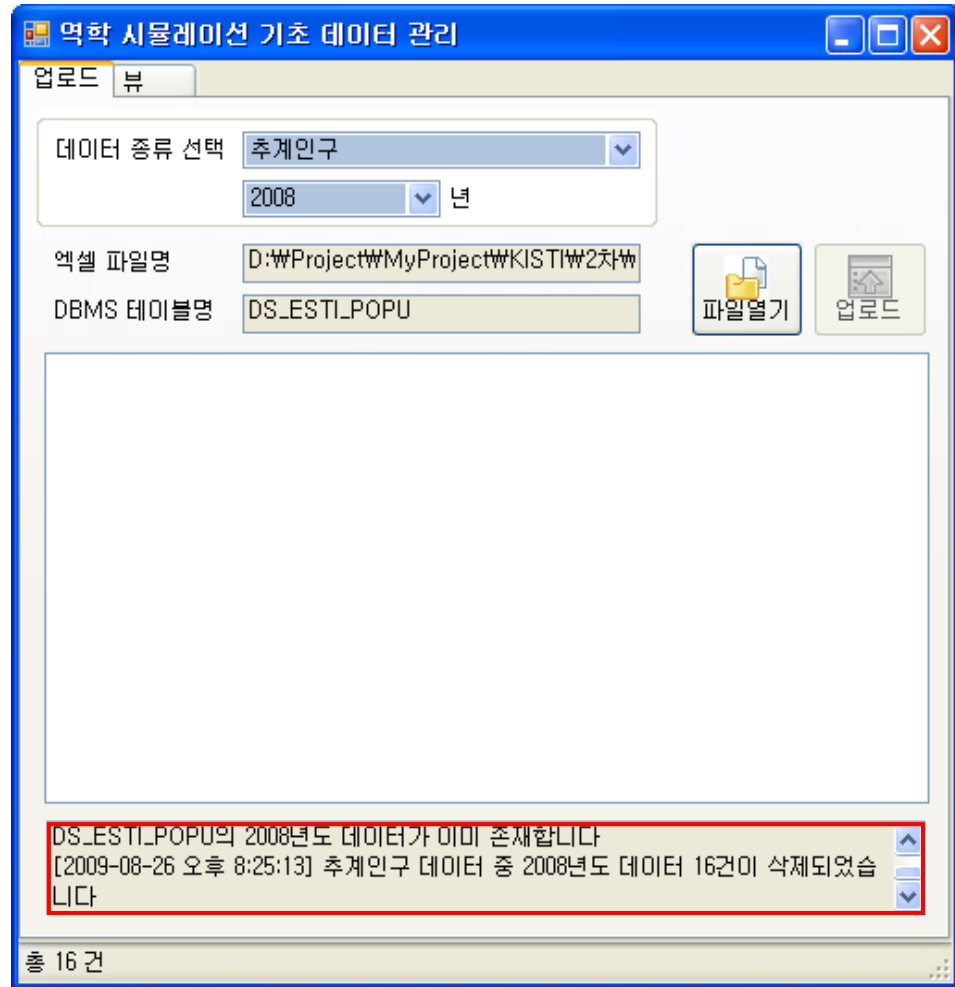 역학 시뮬레이션 기초 데이터 관리
업로드 뷰
데이터 종류 선택 추계인구
2008 년
엑셀 파일명 D:₩Project₩MyProject₩KISTI₩2차₩
파일열기 업로드
DBMS 테이블명 DS_ESTI_POPU
DS_ESTI_POPU의 2008년도 데이터가 이미 존재합니다
[2009-08-26 오후 8:25:13] 추계인구 데이터 중 2008년도 데이터 16건이 삭제되었습
니다
총 16 건